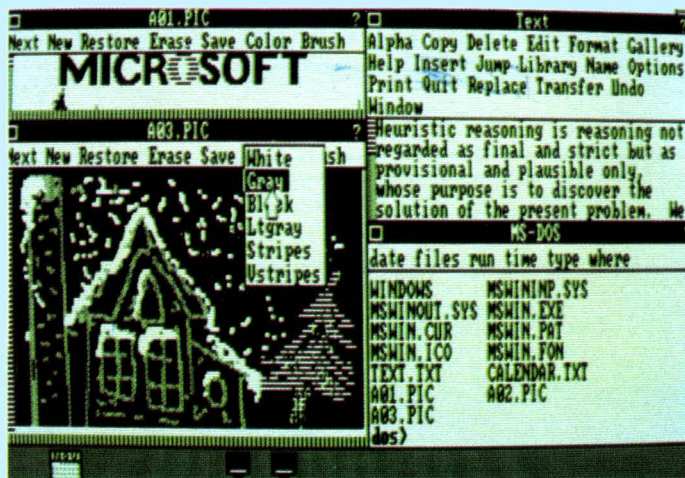 A01.PIC ?
Next New Restore Erase Save Color Brush
MICROSOFT
A03.PIC ?
Next New Restore Erase Save
White
Gray
Black
Ltgray
Stripes
Vstripes
Text
Alpha Copy Delete Edit Format Gallery
Help Insert Jump Library Name Options
Print Quit Replace Transfer Undo
Window
Heuristic reasoning is reasoning not
regarded as final and strict but as
provisional and plausible only,
whose purpose is to discover the
solution of the present problem. We
MS-DOS
date files run time type where
WINDOWS MSWININP.SYS
MSWINOUT.SYS MSWIN.EXE
MSWIN.CUR MSWIN.PAT
MSWIN.ICO MSWIN.FON
TEXT.TXT CALENDAR.TXT
A01.PIC A02.PIC
A03.PIC
dos)